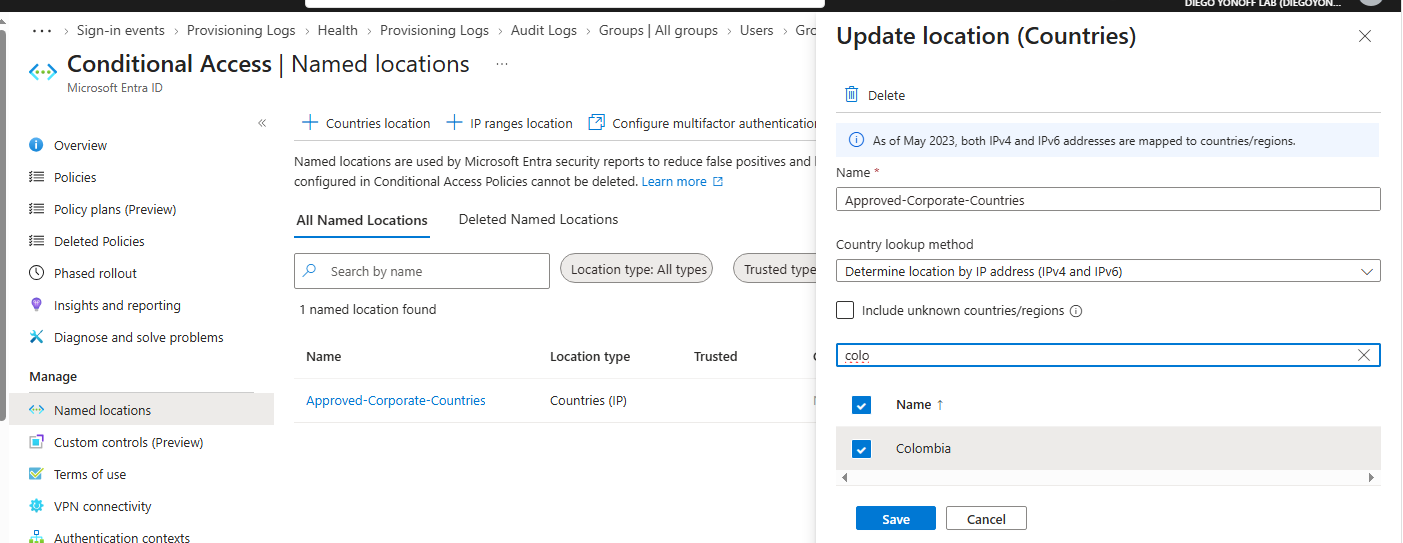 DIEGO YONOFF LAB (DIEGOYON...
... > Sign-in events > Provisioning Logs > Health > Provisioning Logs > Audit Logs > Groups | All groups > Users > Gro
Conditional Access | Named locations ...
Microsoft Entra ID
«
Overview
Policies
Policy plans (Preview)
Deleted Policies
Phased rollout
Insights and reporting
Diagnose and solve problems
Manage
Named locations
Custom controls (Preview)
Terms of use
VPN connectivity
Authentication contexts
+ Countries location + IP ranges location Configure multifactor authentication
Named locations are used by Microsoft Entra security reports to reduce false positives and
configured in Conditional Access Policies cannot be deleted. Learn more
All Named Locations Deleted Named Locations
Search by name
Location type: All types
Trusted type
1 named location found
Name Location type Trusted
Approved-Corporate-Countries Countries (IP)
Update location (Countries)
Delete
As of May 2023, both IPv4 and IPv6 addresses are mapped to countries/regions.
Name *
Approved-Corporate-Countries
Country lookup method
Determine location by IP address (IPv4 and IPv6)
Include unknown countries/regions
colo
Name ↑
Colombia
Save Cancel